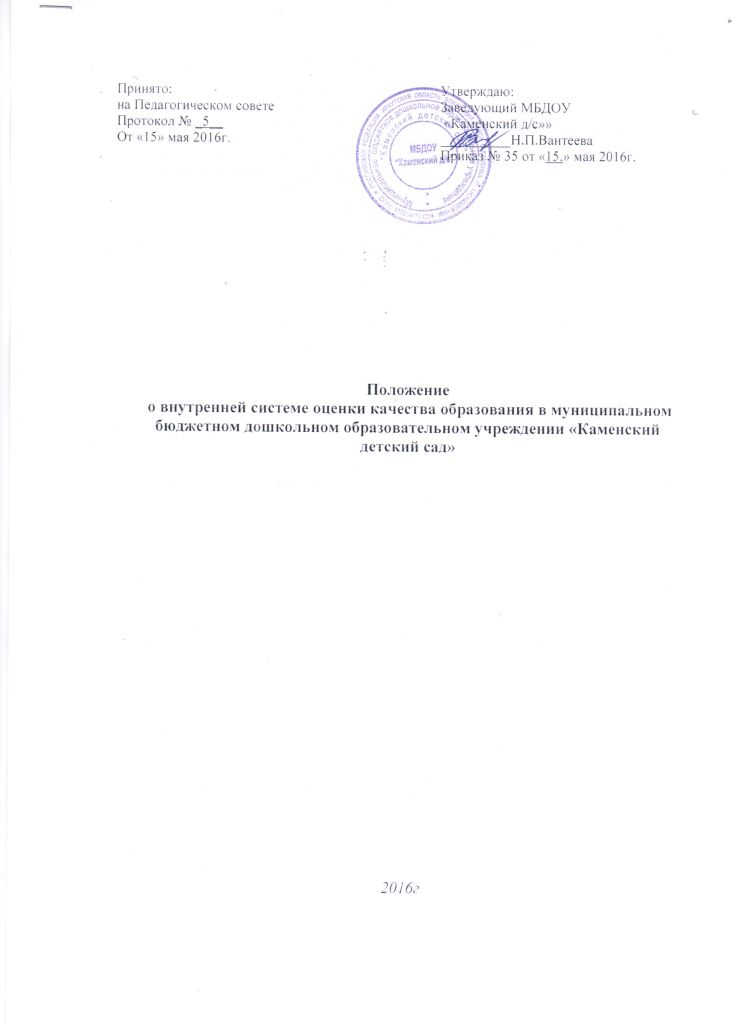 Принято:
на Педагогическом совете
Протокол № _5__
От «15» мая 2016г.
Утверждаю:
Заведующий МБДОУ
«Каменский д/с»»
__________Н.П.Вантеева
Приказ № 35 от «15.» мая 2016г.
МБДОУ
"Каменский д/с"
Положение
о внутренней системе оценки качества образования в муниципальном
бюджетном дошкольном образовательном учреждении «Каменский
детский сад»
2016г